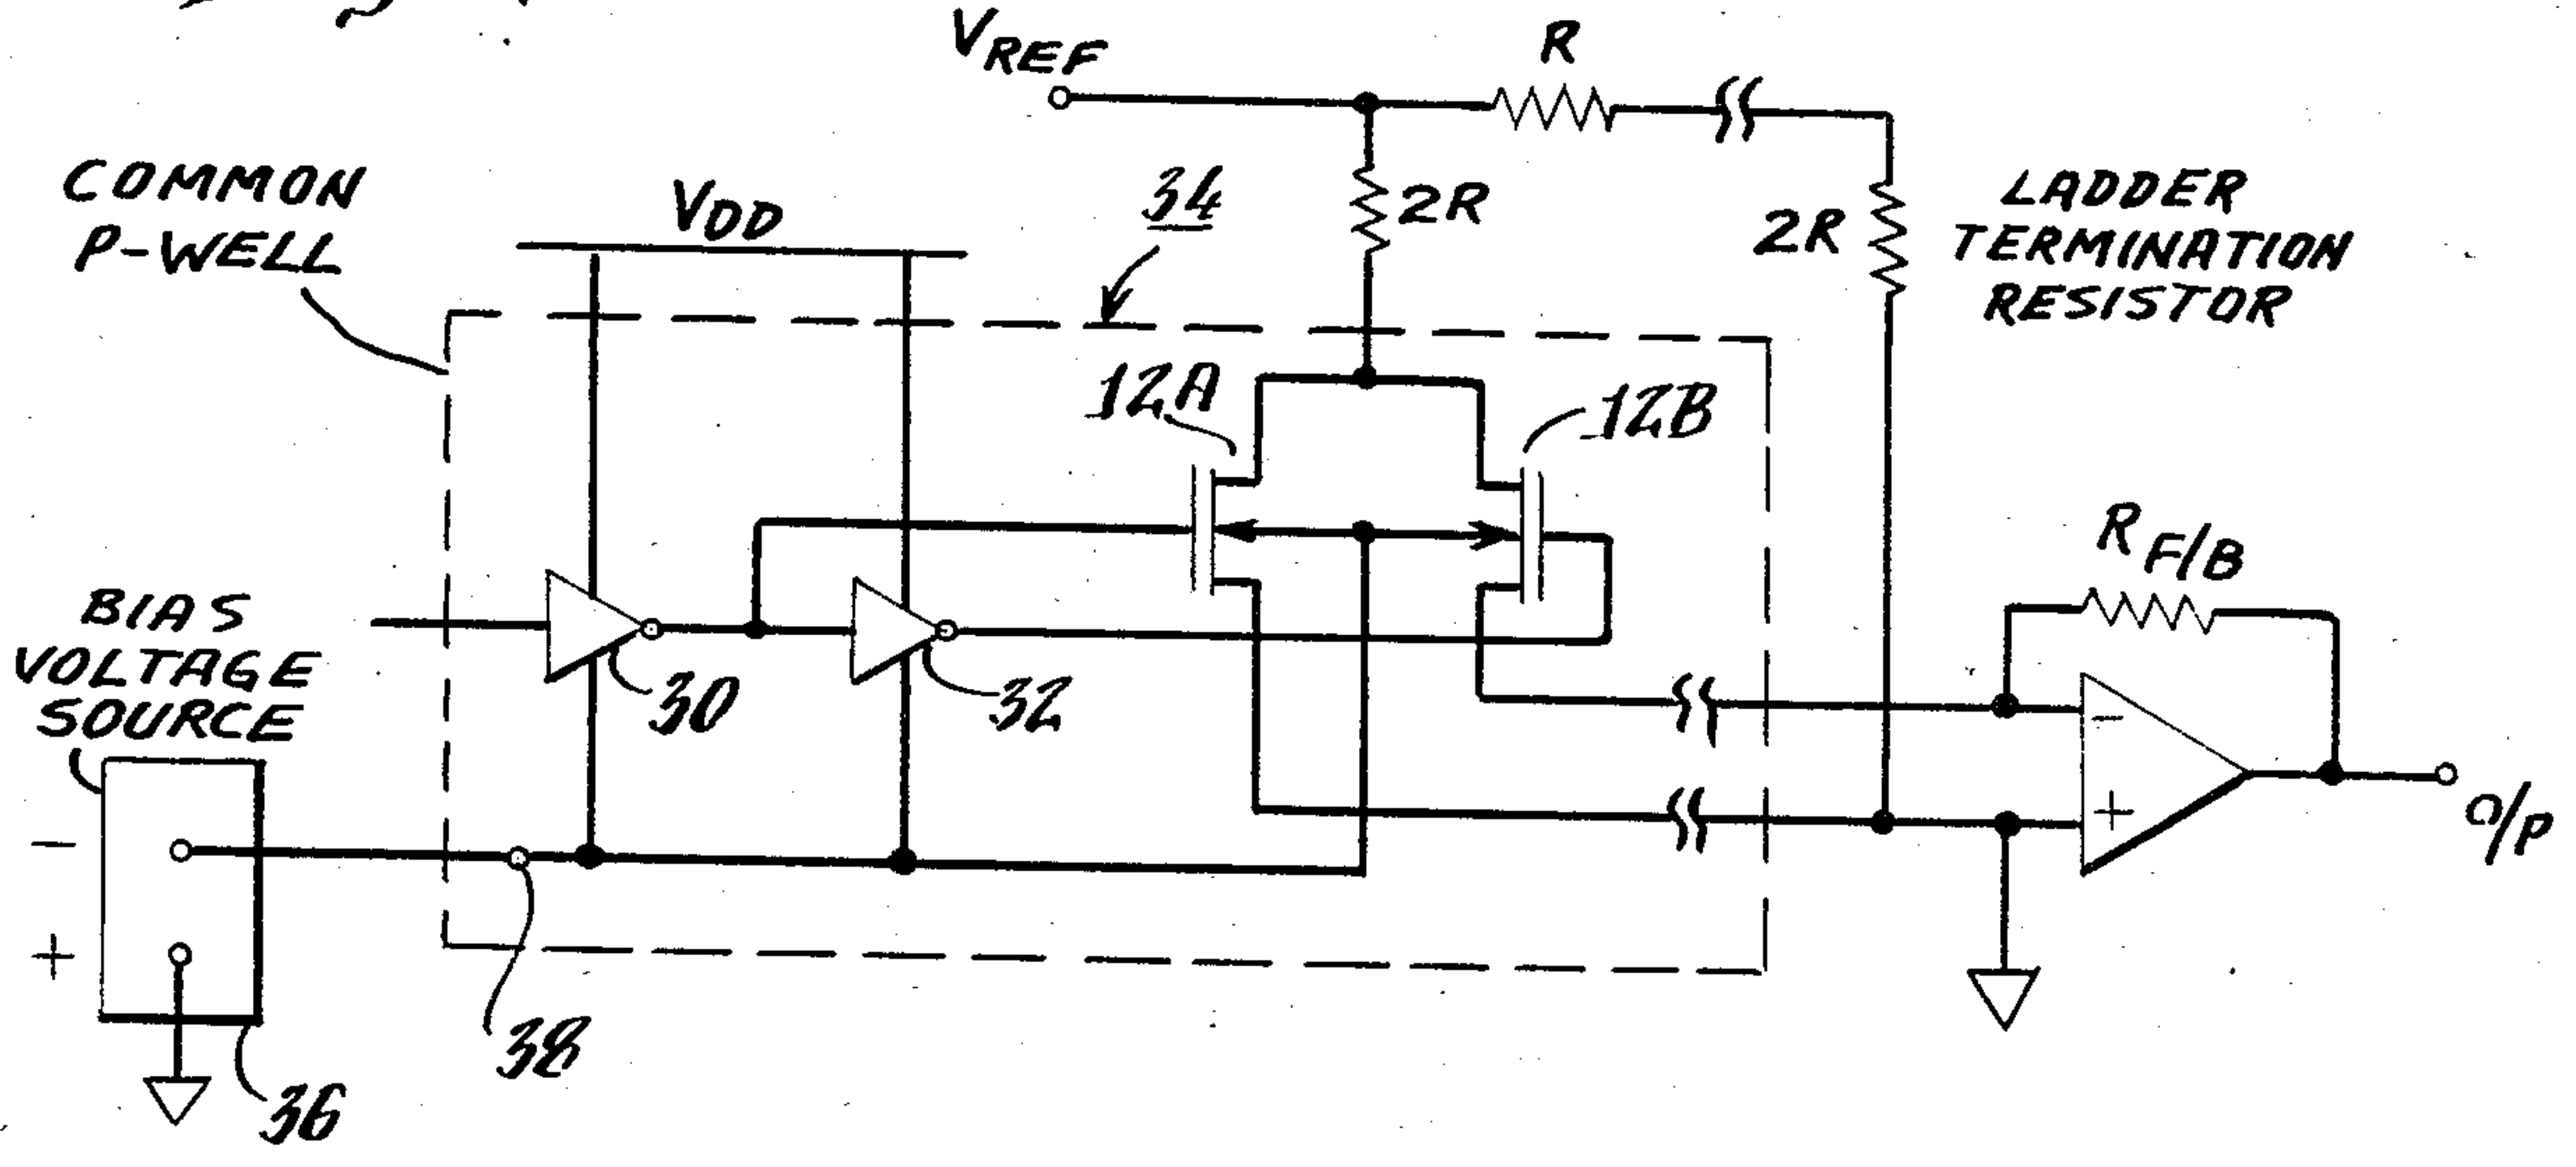 VREF
R
COMMON
P-WELL
VDD
34
2R
2R
LADDER
TERMINATION
RESISTOR
12A
12B
RF/B
BIAS
VOLTAGE
SOURCE
30
32
-
+
-
+
O/P
38
36